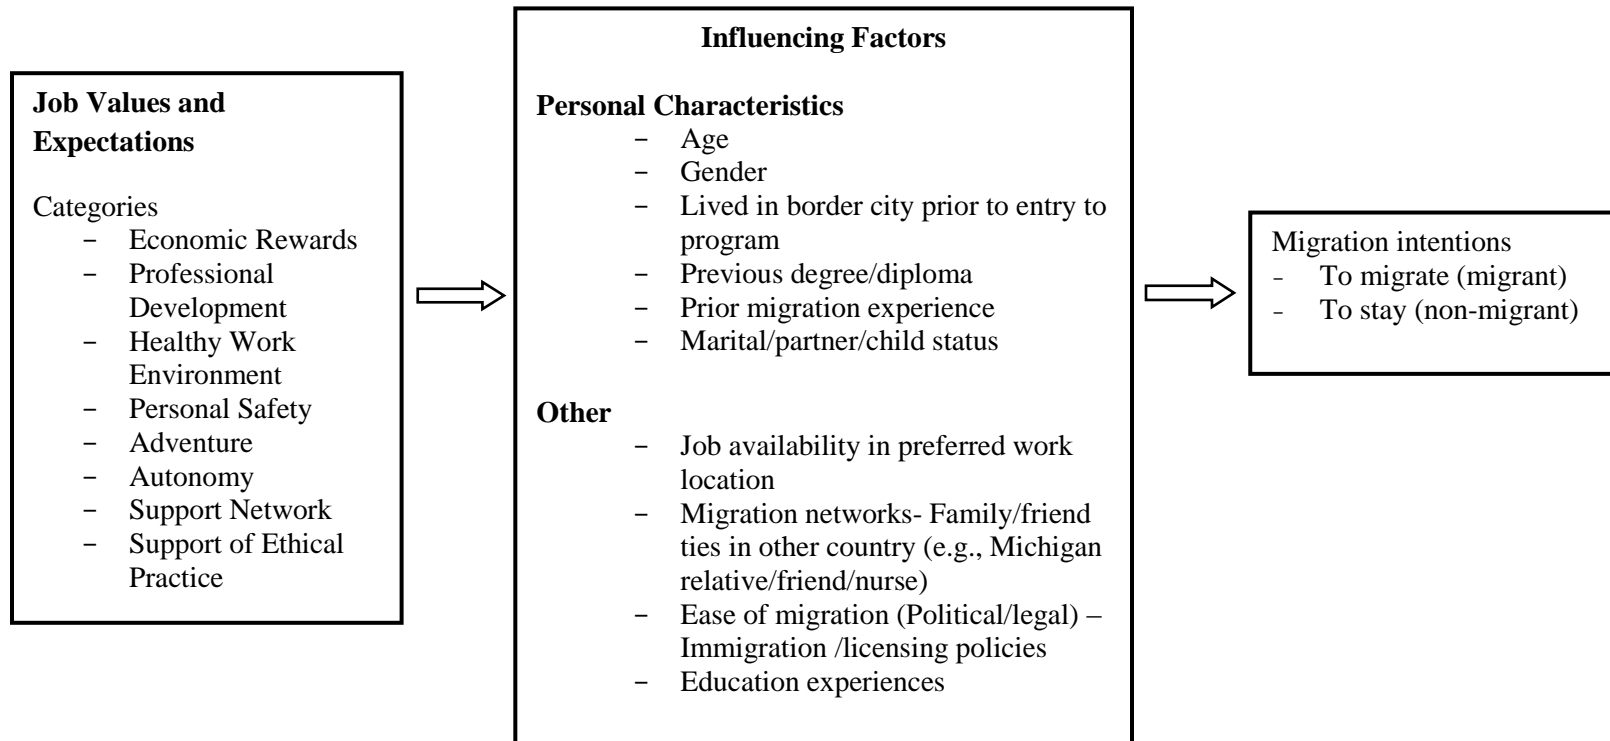 Job Values and
Expectations
Categories
- Economic Rewards
- Professional
Development
- Healthy Work
Environment
- Personal Safety
- Adventure
- Autonomy
- Support Network
- Support of Ethical
Practice
Influencing Factors
Personal Characteristics
- Age
- Gender
- Lived in border city prior to entry to
program
- Previous degree/diploma
- Prior migration experience
- Marital/partner/child status
Other
- Job availability in preferred work
location
- Migration networks- Family/friend
ties in other country (e.g., Michigan
relative/friend/nurse)
- Ease of migration (Political/legal) –
Immigration /licensing policies
- Education experiences
Migration intentions
- To migrate (migrant)
- To stay (non-migrant)